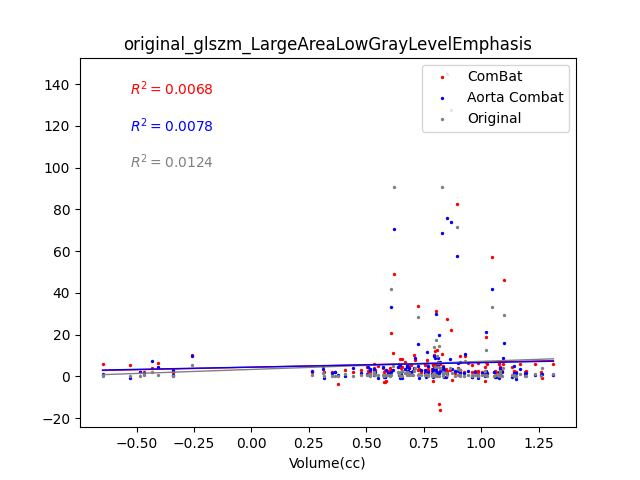 original_glszm_LargeAreaLowGrayLevelEmphasis
140
120
100
80
60
40
20
0
−20
R² = 0.0068
R² = 0.0078
R² = 0.0124
ComBat
Aorta Combat
Original
−0.50 −0.25 0.00 0.25 0.50 0.75 1.00 1.25
Volume(cc)